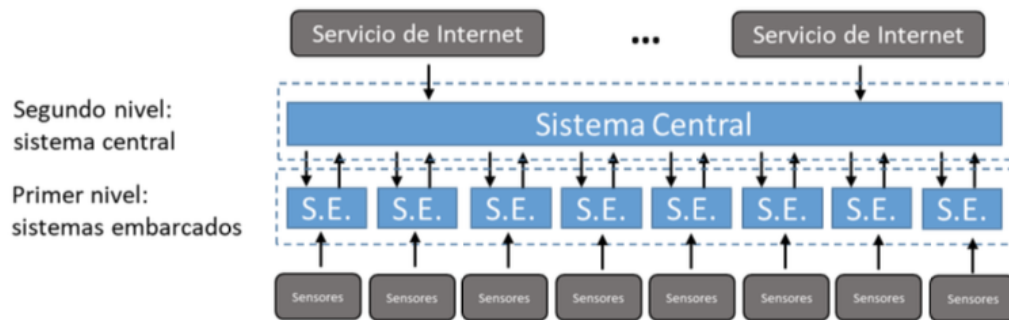 Servicio de Internet
...
Servicio de Internet
Segundo nivel:
sistema central
Sistema Central
Primer nivel:
sistemas embarcados
S.E.
S.E.
S.E.
S.E.
S.E.
S.E.
S.E.
S.E.
Sensores
Sensores
Sensores
Sensores
Sensores
Sensores
Sensores
Sensores